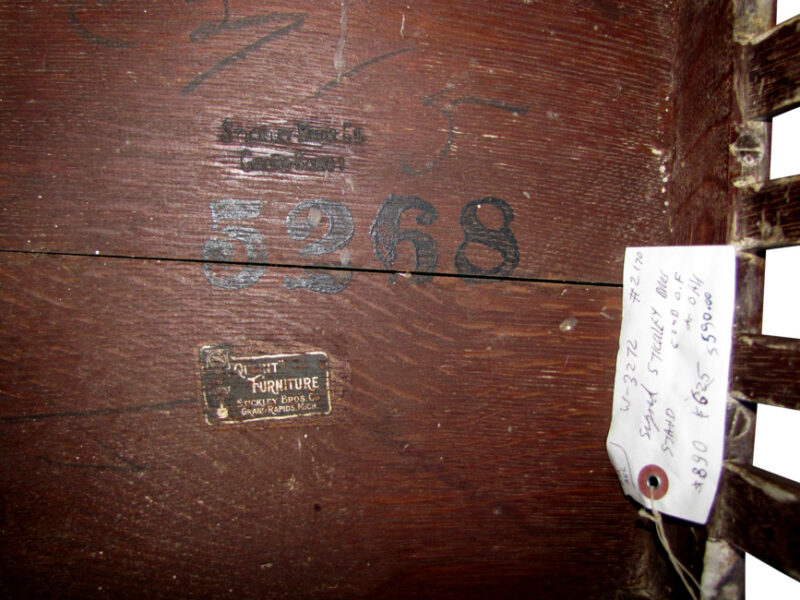 STICKLEY BROS CO.
GRAND RAPIDS
5268
"QUAINT"
FURNITURE
STICKLEY BROS. CO.
GRAND RAPIDS, MICH.
W-3272 #2170
Signed STICKLEY BROS
STAND GOOD O.F.
OAK
$890 $625 $590.00